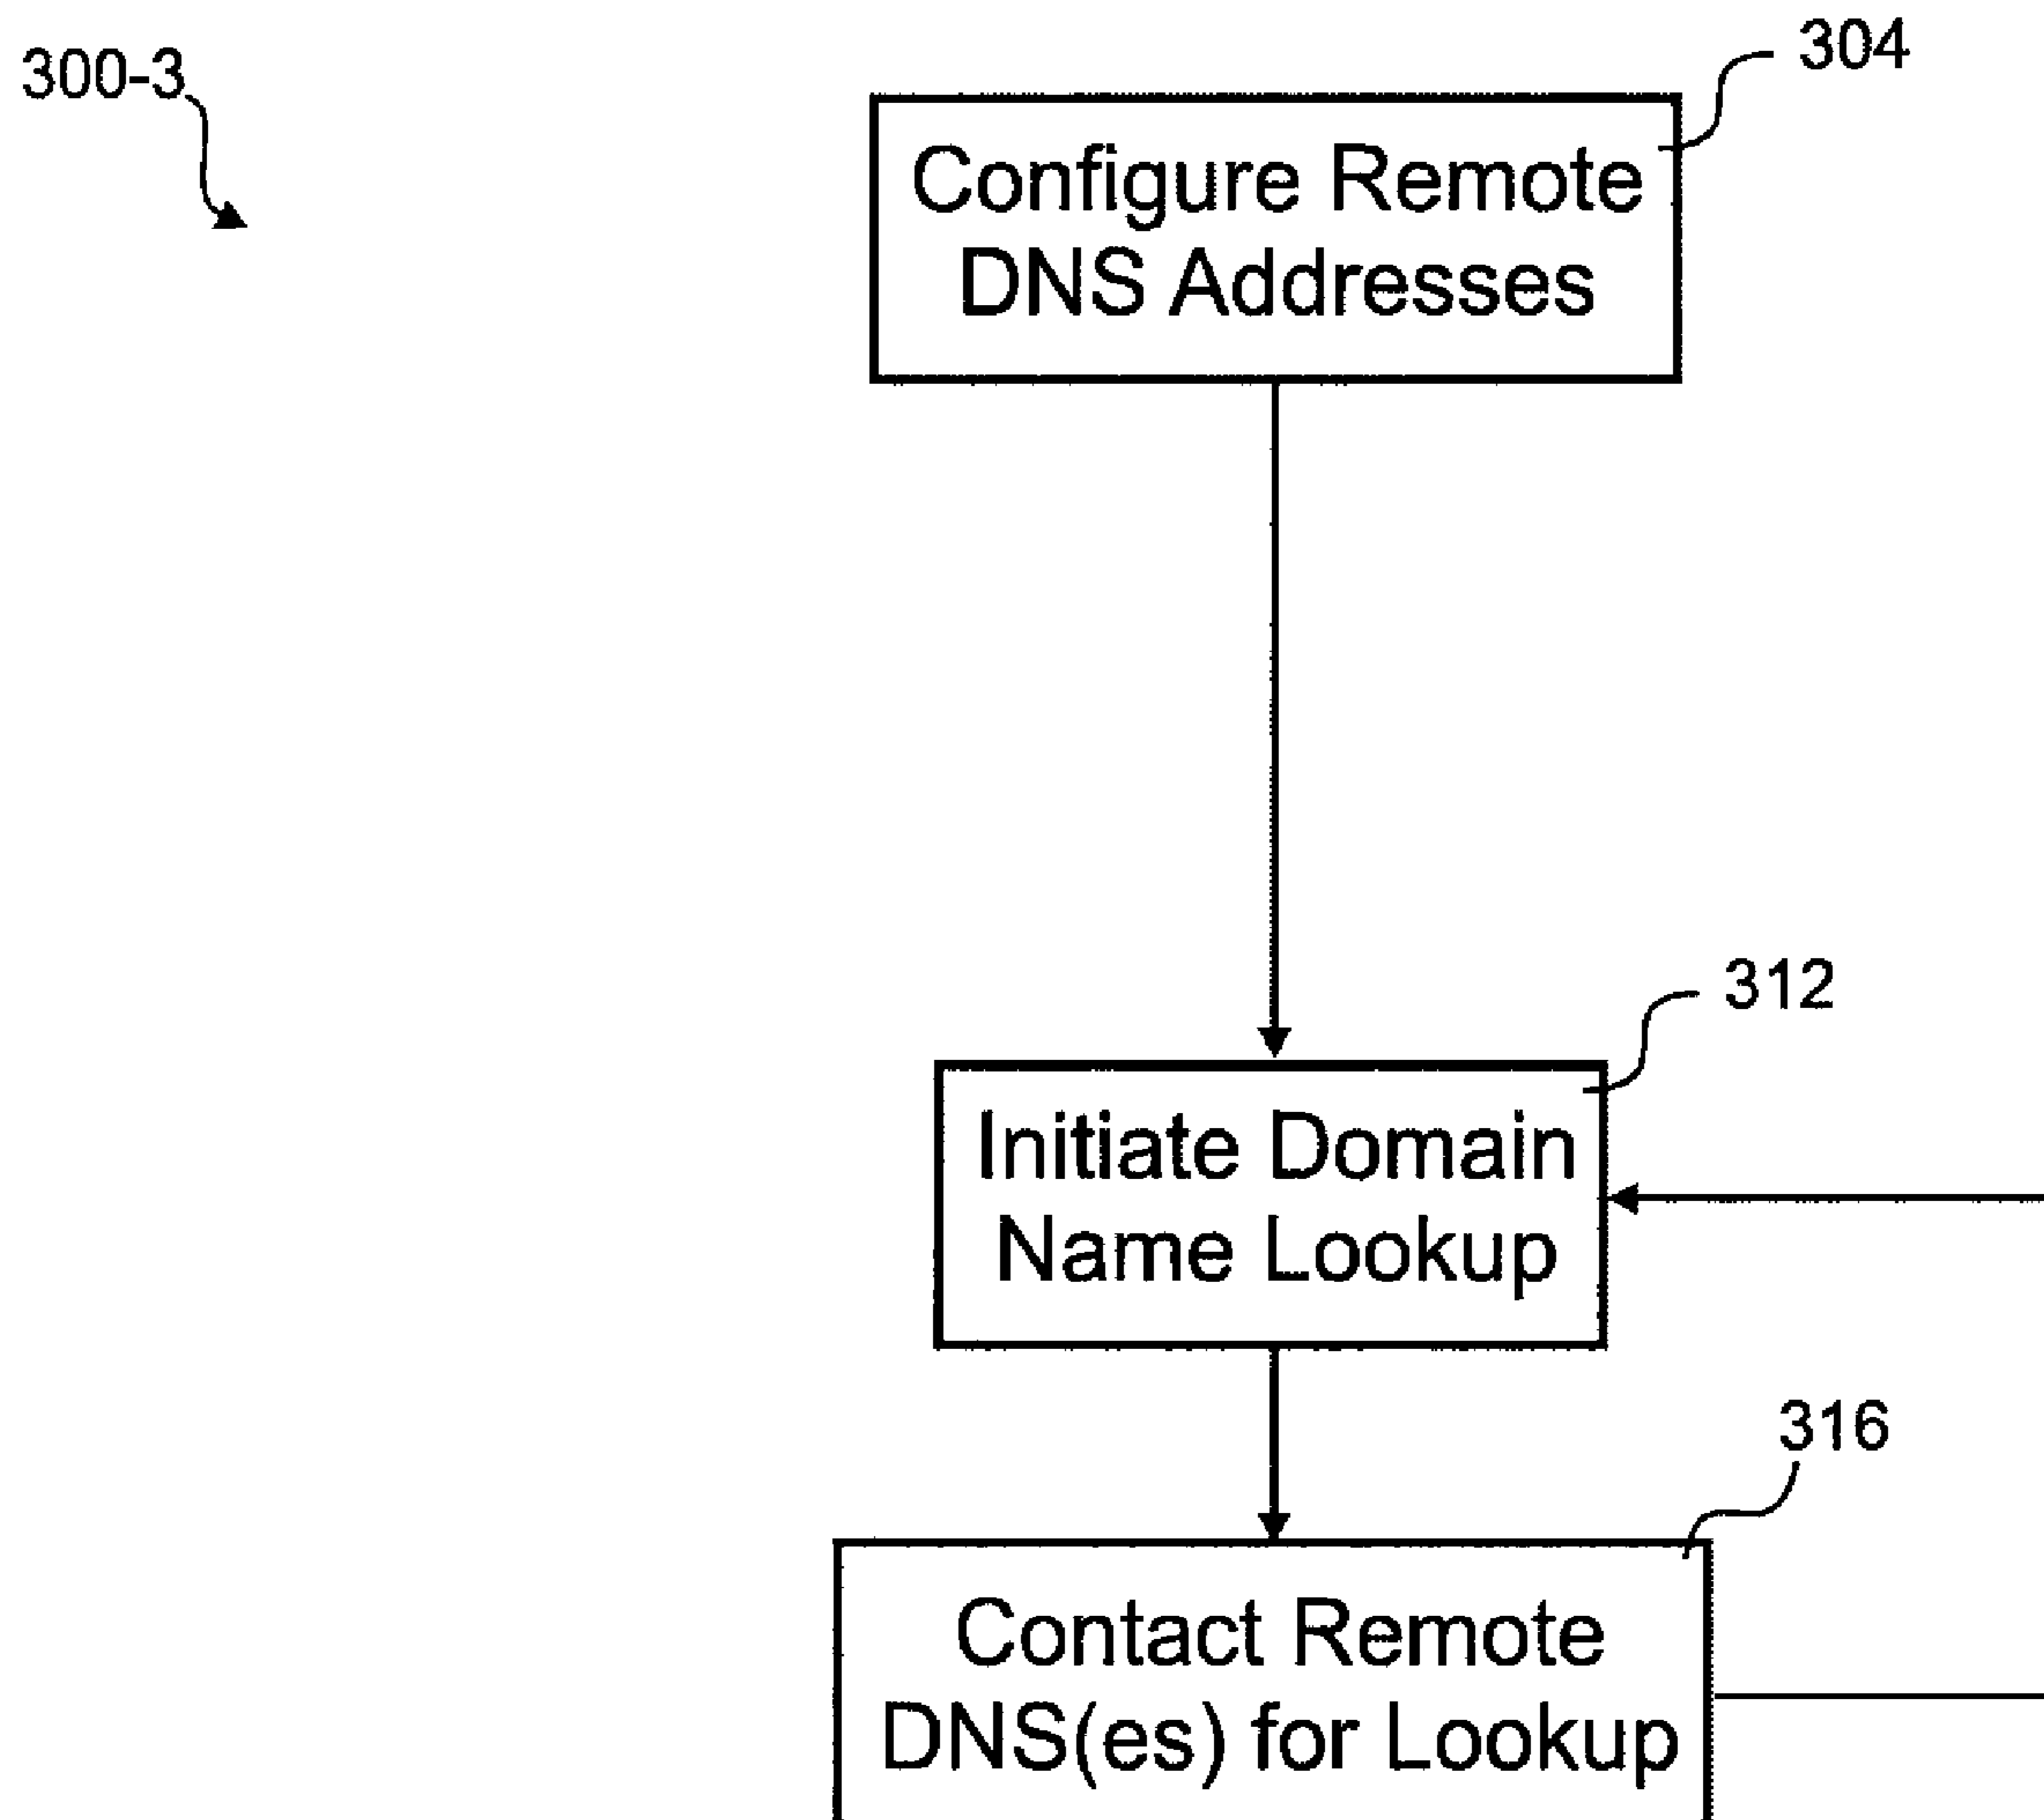 300-3
304
Configure Remote
DNS Addresses
312
Initiate Domain
Name Lookup
316
Contact Remote
DNS(es) for Lookup